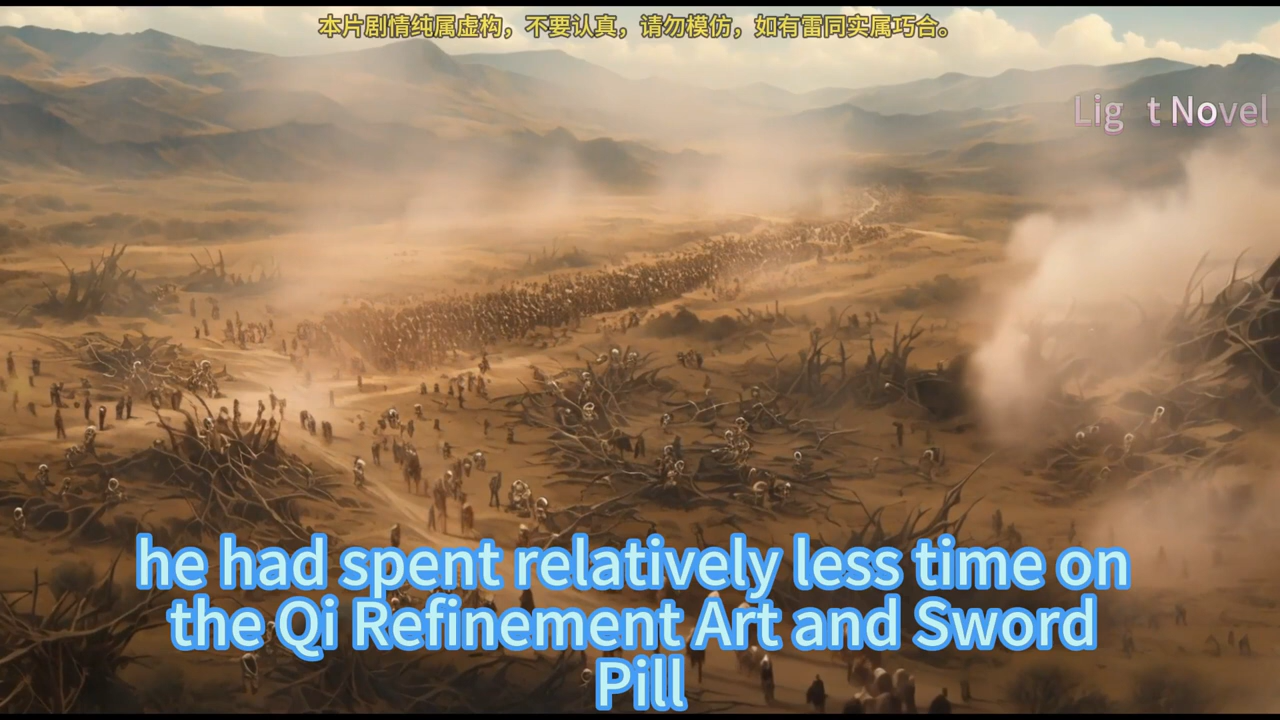 本片剧情纯属虚构，不要认真，请勿模仿，如有雷同实属巧合。
Lig t Novel
he had spent relatively less time on
the Qi Refinement Art and Sword
Pill